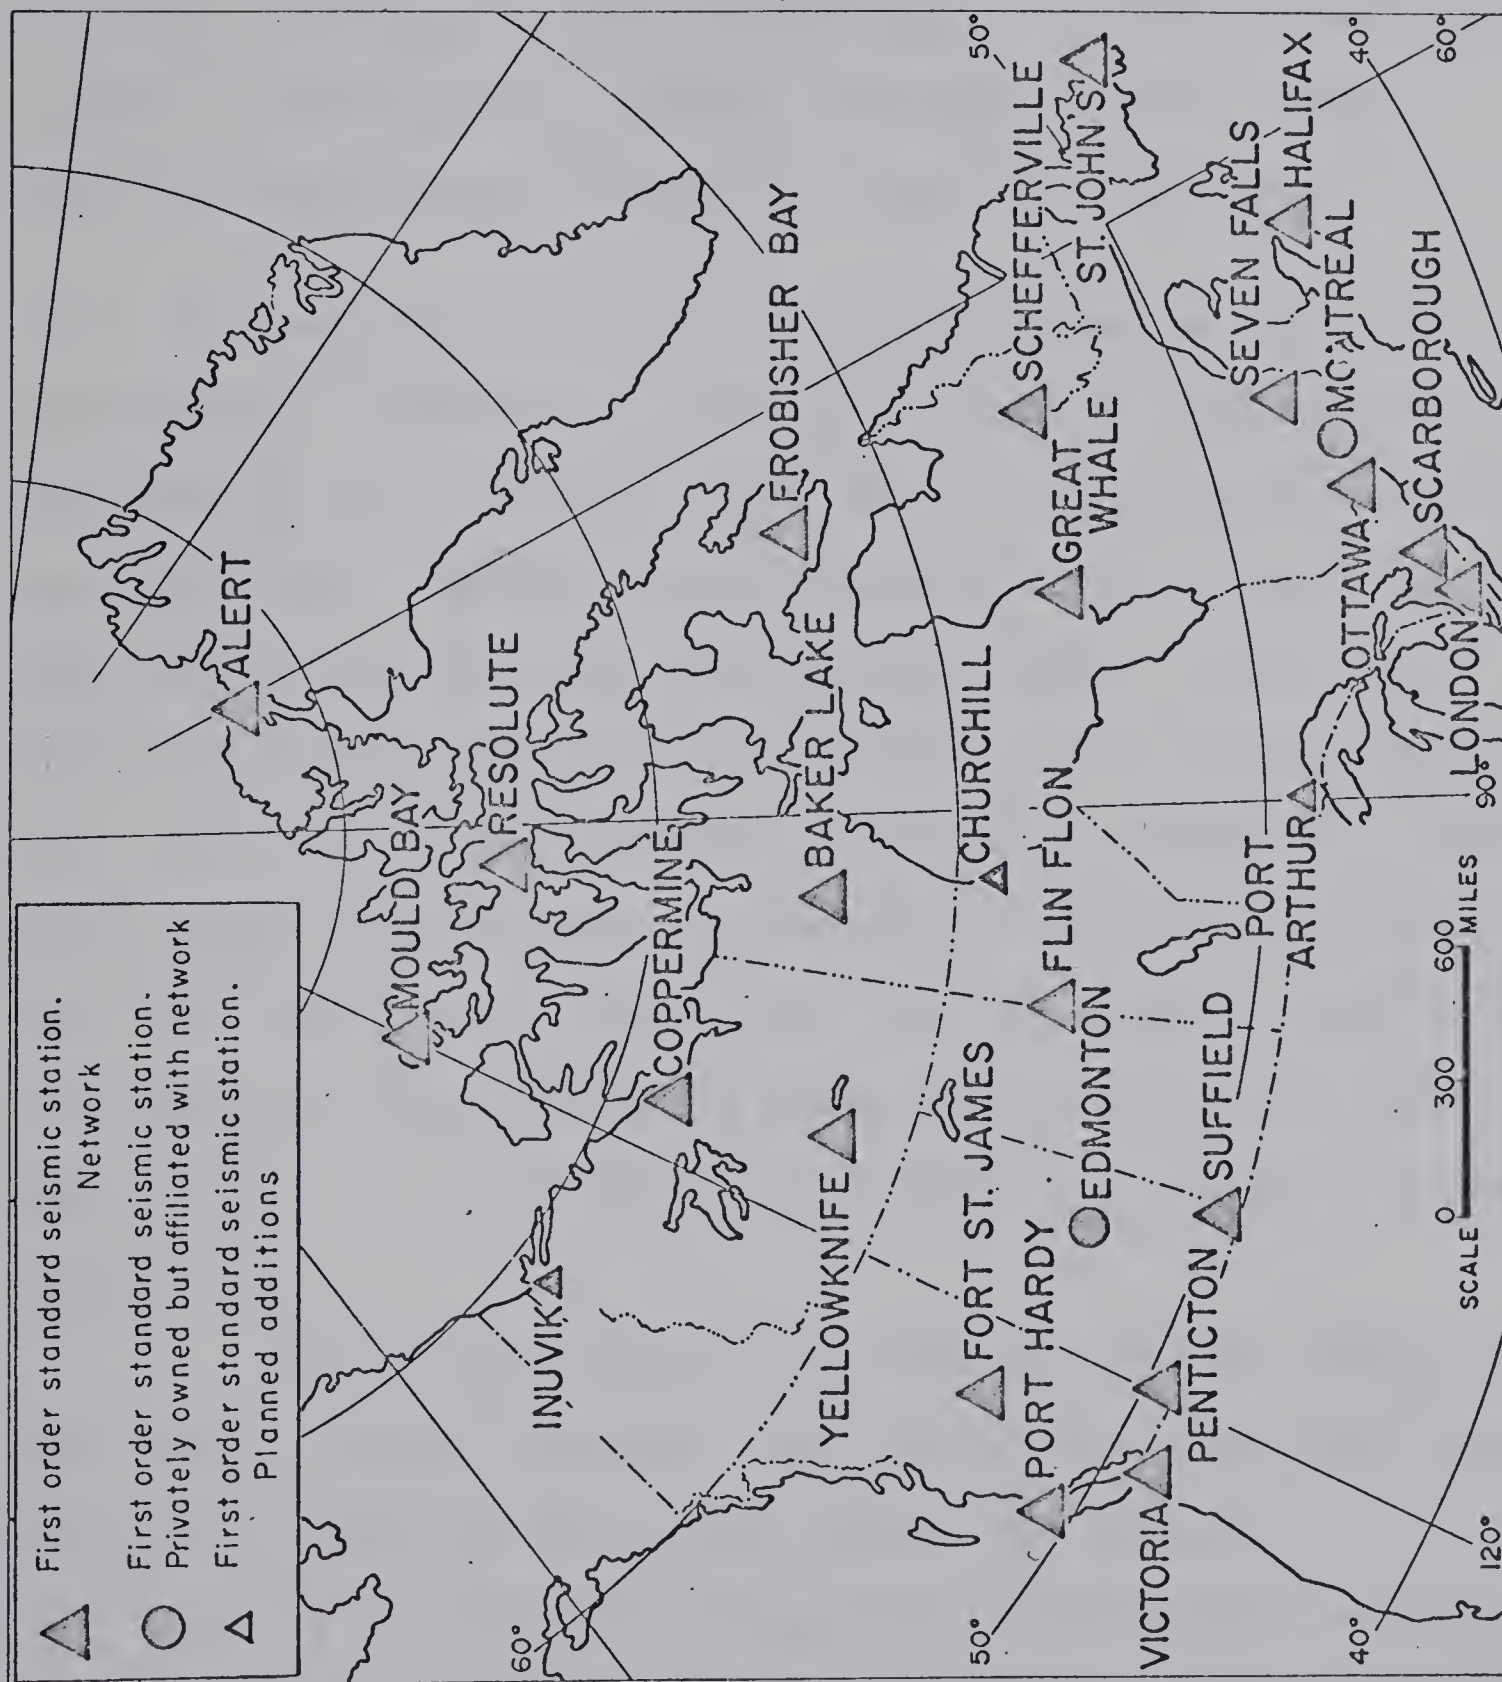 First order standard seismic station.
Network
First order standard seismic station.
Privately owned but affiliated with network
First order standard seismic station.
Planned additions
ALERT
MOULD BAY
RESOLUTE
COPPERMINE
INUVIK
FROBISHER BAY
BAKER LAKE
YELLOWKNIFE
CHURCHILL
FORT ST. JAMES
SCHEFFERVILLE
ST. JOHN'S
GREAT
WHALE
FLIN FLON
PORT HARDY
EDMONTON
SUFFIELD
PENTICTON
VICTORIA
PORT
ARTHUR
SEVEN FALLS
HALIFAX
MONTREAL
OTTAWA
SCARBOROUGH
LONDON
60°
50°
40°
120°
90°
50°
40°
60°
SCALE
0
300
600
MILES